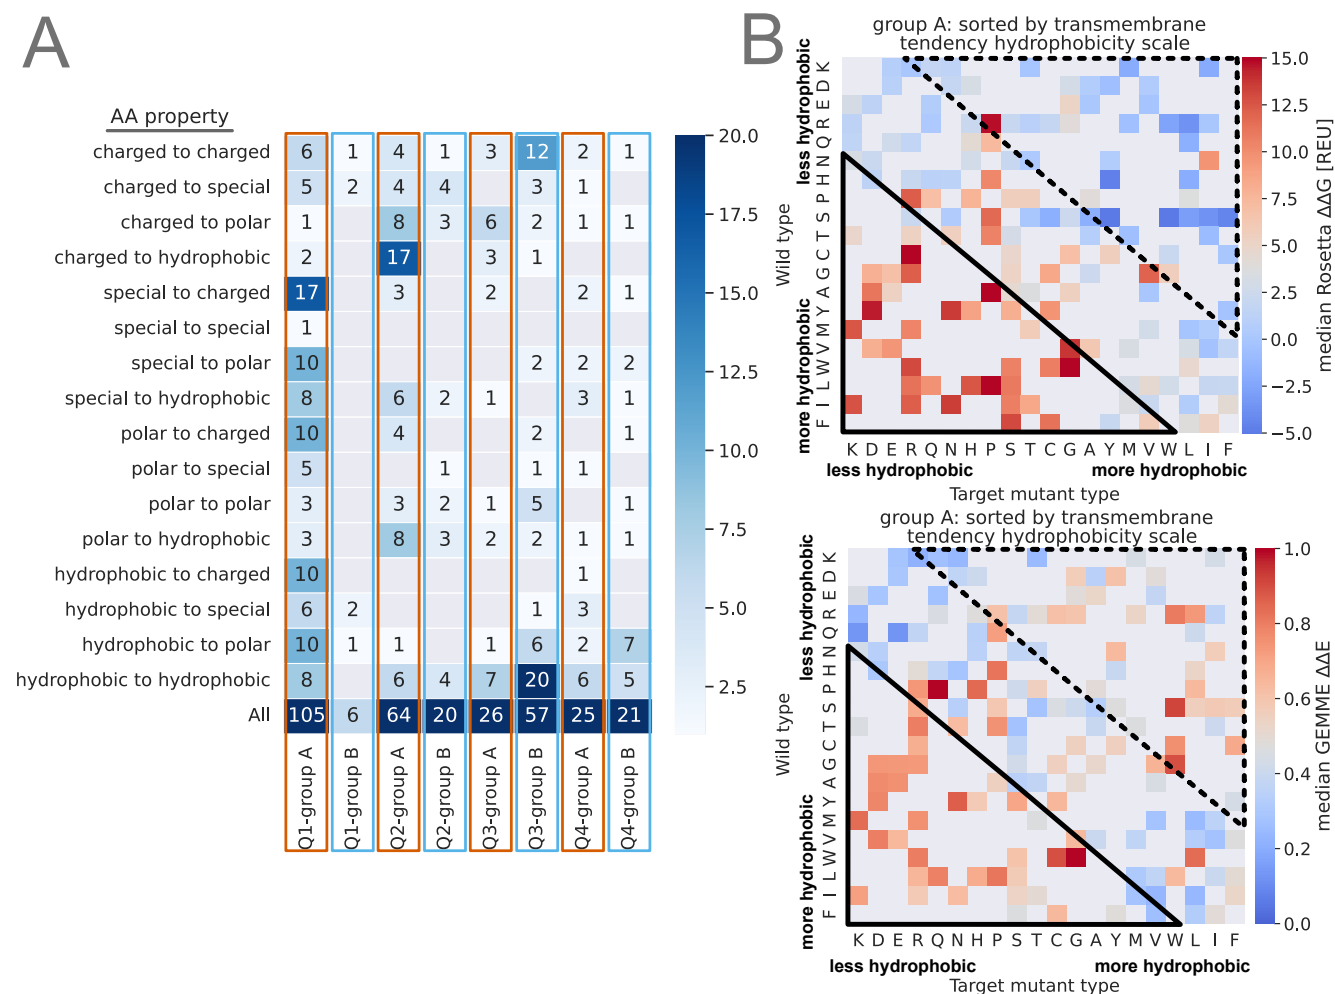 A
AA property
charged to charged 6 1 4 1 3 12 2 1
charged to special 5 2 4 4 3 1
charged to polar 1 8 3 6 2 1 1
charged to hydrophobic 2 17 3 1
special to charged 17 3 2 2 1
special to special 1
special to polar 10 2 2 2
special to hydrophobic 8 6 2 1 3 1
polar to charged 10 4 2 1
polar to special 5 1 1 1
polar to polar 3 3 2 1 5 1
polar to hydrophobic 3 8 3 2 2 1 1
hydrophobic to charged 10 1
hydrophobic to special 6 2 1 3
hydrophobic to polar 10 1 1 1 6 2 7
hydrophobic to hydrophobic 8 6 4 7 20 6 5
All 105 6 64 20 26 57 25 21
Q1-group A
Q1-group B
Q2-group A
Q2-group B
Q3-group A
Q3-group B
Q4-group A
Q4-group B
20.0
17.5
15.0
12.5
10.0
7.5
5.0
2.5
B
group A: sorted by transmembrane
tendency hydrophobicity scale
less hydrophobic
more hydrophobic
Wild type
K
D
E
R
Q
N
H
P
S
T
C
G
A
Y
M
V
W
L
I
F
K D E R Q N H P S T C G A Y M V W L I F
less hydrophobic
more hydrophobic
Target mutant type
15.0
12.5
10.0
7.5
5.0
2.5
0.0
−2.5
−5.0
median Rosetta ΔΔG [REU]
group A: sorted by transmembrane
tendency hydrophobicity scale
less hydrophobic
more hydrophobic
Wild type
K
D
E
R
Q
N
H
P
S
T
C
G
A
Y
M
V
W
L
I
F
K D E R Q N H P S T C G A Y M V W L I F
less hydrophobic
more hydrophobic
Target mutant type
1.0
0.8
0.6
0.4
0.2
0.0
median GEMME ΔΔE